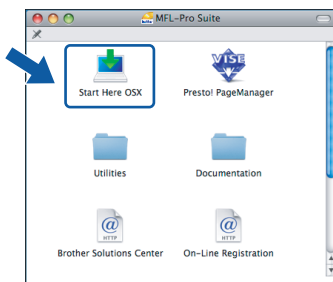 MFL-Pro Suite
Start Here OSX
VISE
Presto! PageManager
Utilities
Documentation
@
HTTP
@
HTTP
Brother Solutions Center
On-Line Registration